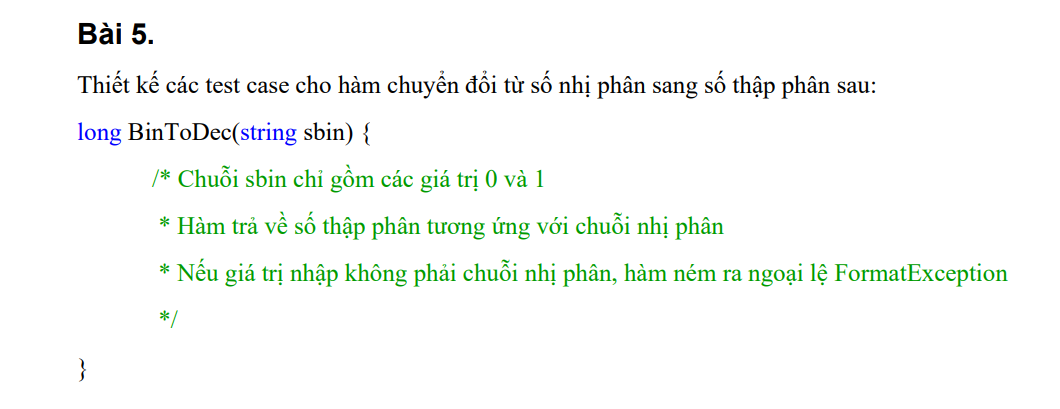 Bài 5.
Thiết kế các test case cho hàm chuyển đổi từ số nhị phân sang số thập phân sau:
long BinToDec(string sbin) {
/* Chuỗi sbin chỉ gồm các giá trị 0 và 1
* Hàm trả về số thập phân tương ứng với chuỗi nhị phân
* Nếu giá trị nhập không phải chuỗi nhị phân, hàm ném ra ngoại lệ FormatException
*/
}